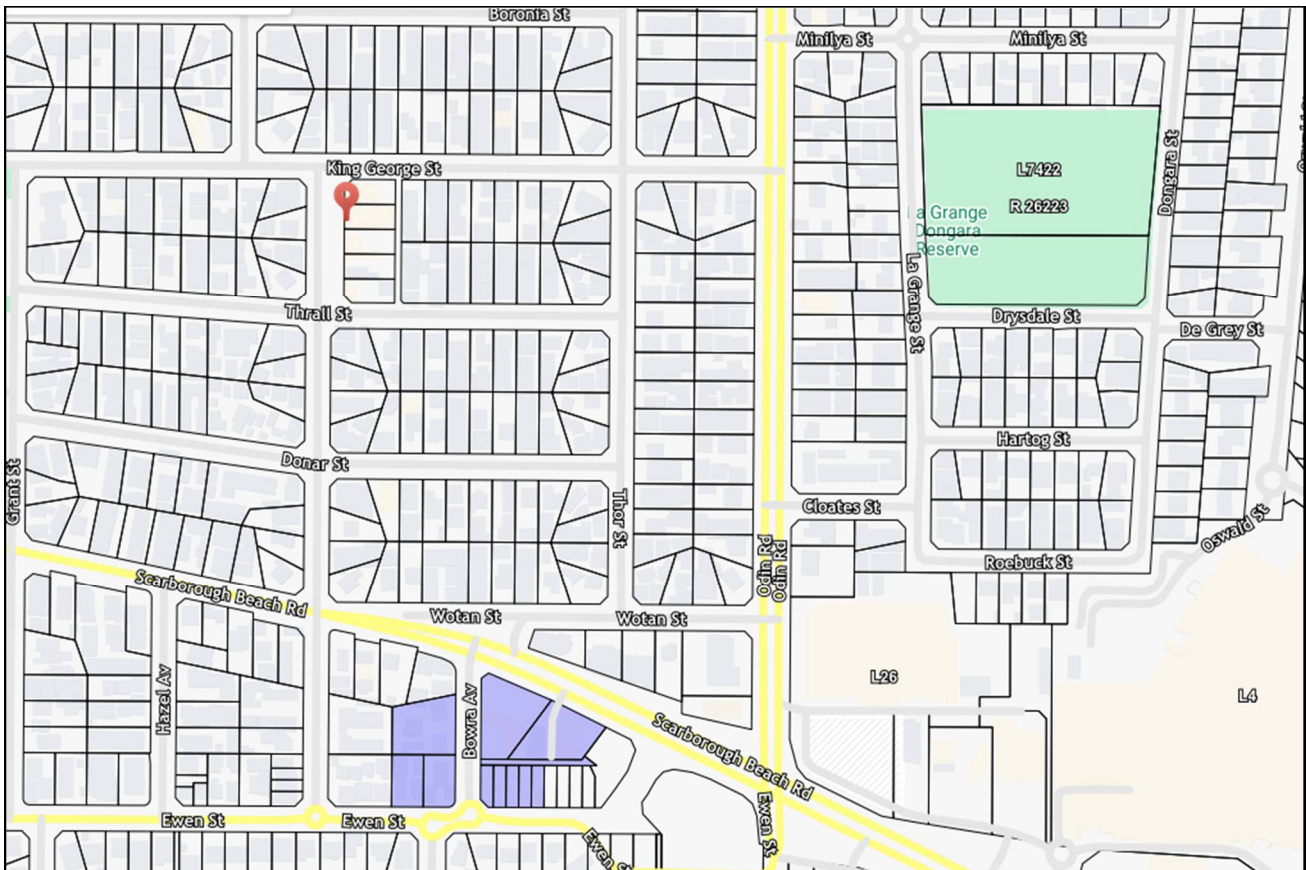 Boronia St
Minilya St
Minilya St
King George St
L7422
R 26223
La Grange
Dongara
Reserve
Dongara St
La Grange St
Thrall St
Drysdale St
De Grey St
Hartog St
Donar St
Grant St
Thor St
Cloates St
Oswald St
Odin Rd
Odin Rd
Roebuck St
Scarborough Beach Rd
Wotan St
Wotan St
L26
L4
Hazel Av
Bowra Av
Scarborough Beach Rd
Ewen St
Ewen St
Ewen St
Ewen St